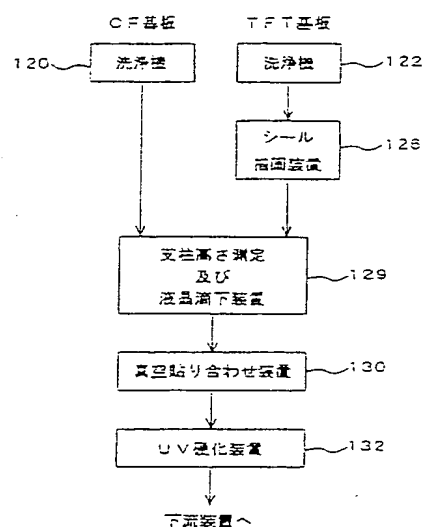 CF基板 TFT基板
120 洗浄機 洗浄機 122
シール
描画装置 128
支柱高さ測定
及び
液晶滴下装置 129
真空貼り合わせ装置 130
UV硬化装置 132
下流装置へ